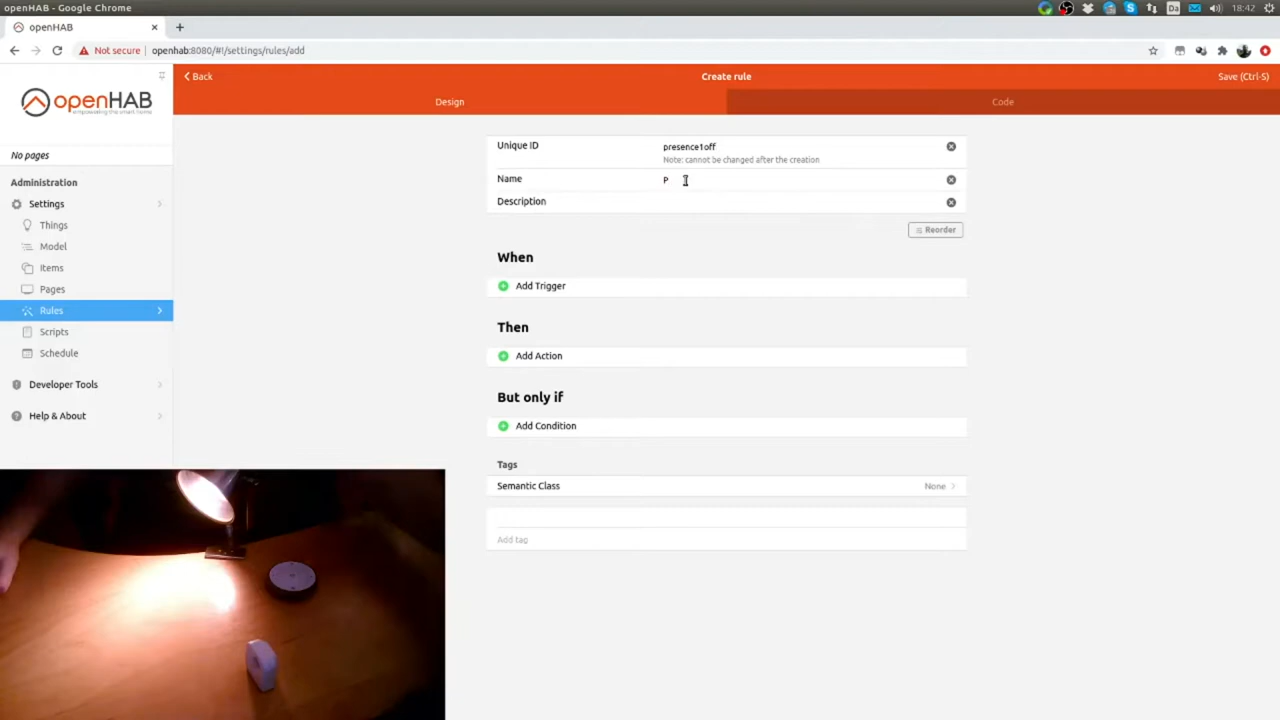 openHAB - Google Chrome
Da
18:42
openHAB
Not secure
openhab:8080/#!/settings/rules/add
openHAB
empowering the smart home
No pages
Administration
Settings
Things
Model
Items
Pages
Rules
Scripts
Schedule
Developer Tools
Help & About
Back
Create rule
Save (Ctrl-S)
Design
Code
Unique ID
presence1off
Note: cannot be changed after the creation
Name
P
Description
Reorder
When
Add Trigger
Then
Add Action
But only if
Add Condition
Tags
Semantic Class
None
Add tag